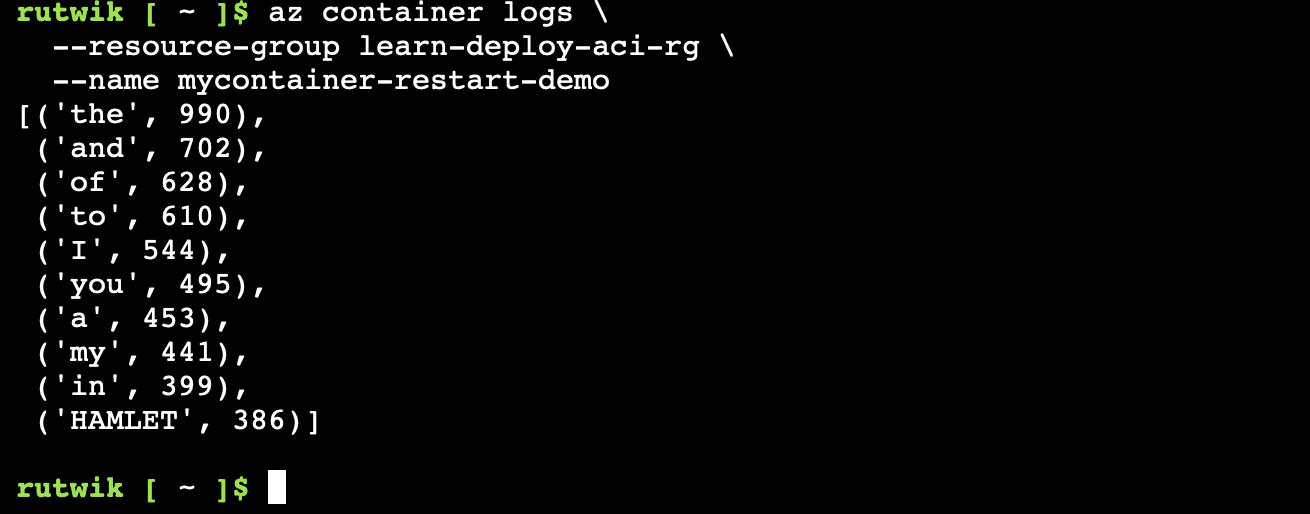 rutwik [ ~ ]$ az container logs \
  --resource-group learn-deploy-aci-rg \
  --name mycontainer-restart-demo
[('the', 990),
 ('and', 702),
 ('of', 628),
 ('to', 610),
 ('I', 544),
 ('you', 495),
 ('a', 453),
 ('my', 441),
 ('in', 399),
 ('HAMLET', 386)]
rutwik [ ~ ]$